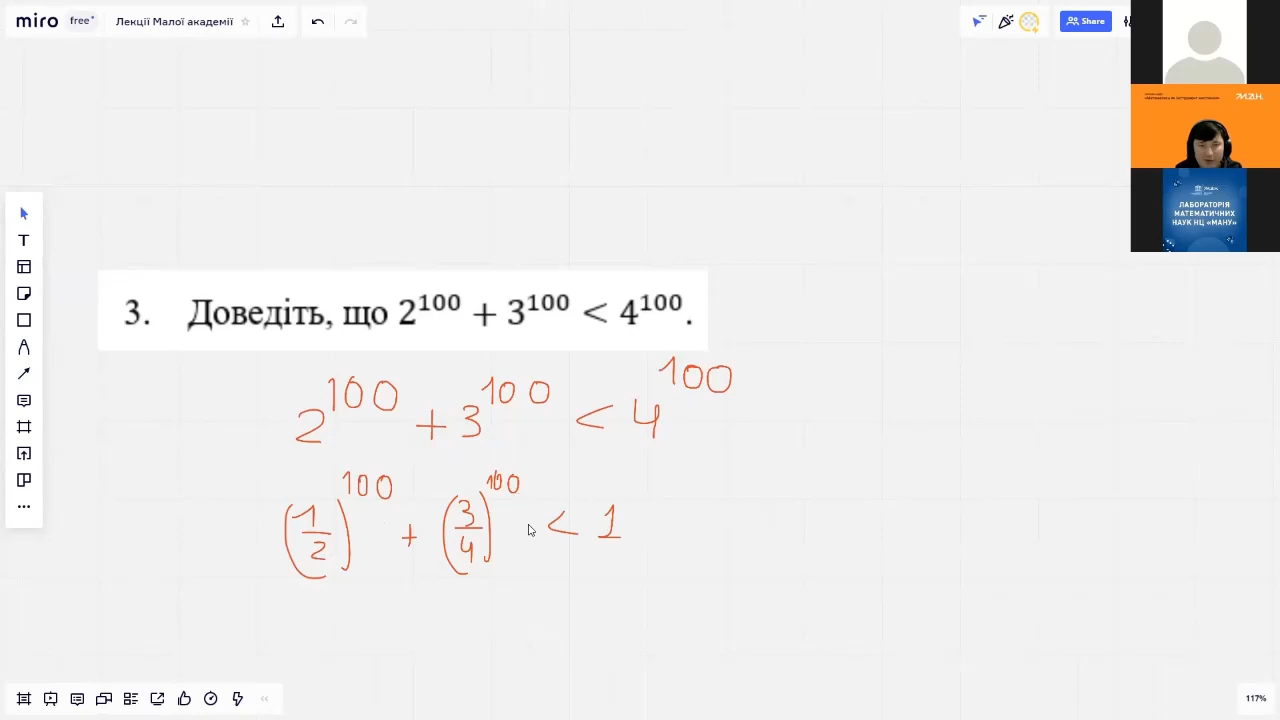 miro free
Лекції Малої академії
Share
ЛАБОРАТОРІЯ
МАТЕМАТИЧНИХ
НАУК НЦ «МАНУ»
3. Доведіть, що 2¹⁰⁰ + 3¹⁰⁰ < 4¹⁰⁰.
2¹⁰⁰ + 3¹⁰⁰ < 4¹⁰⁰
(1/2)¹⁰⁰ + (3/4)¹⁰⁰ < 1
117%